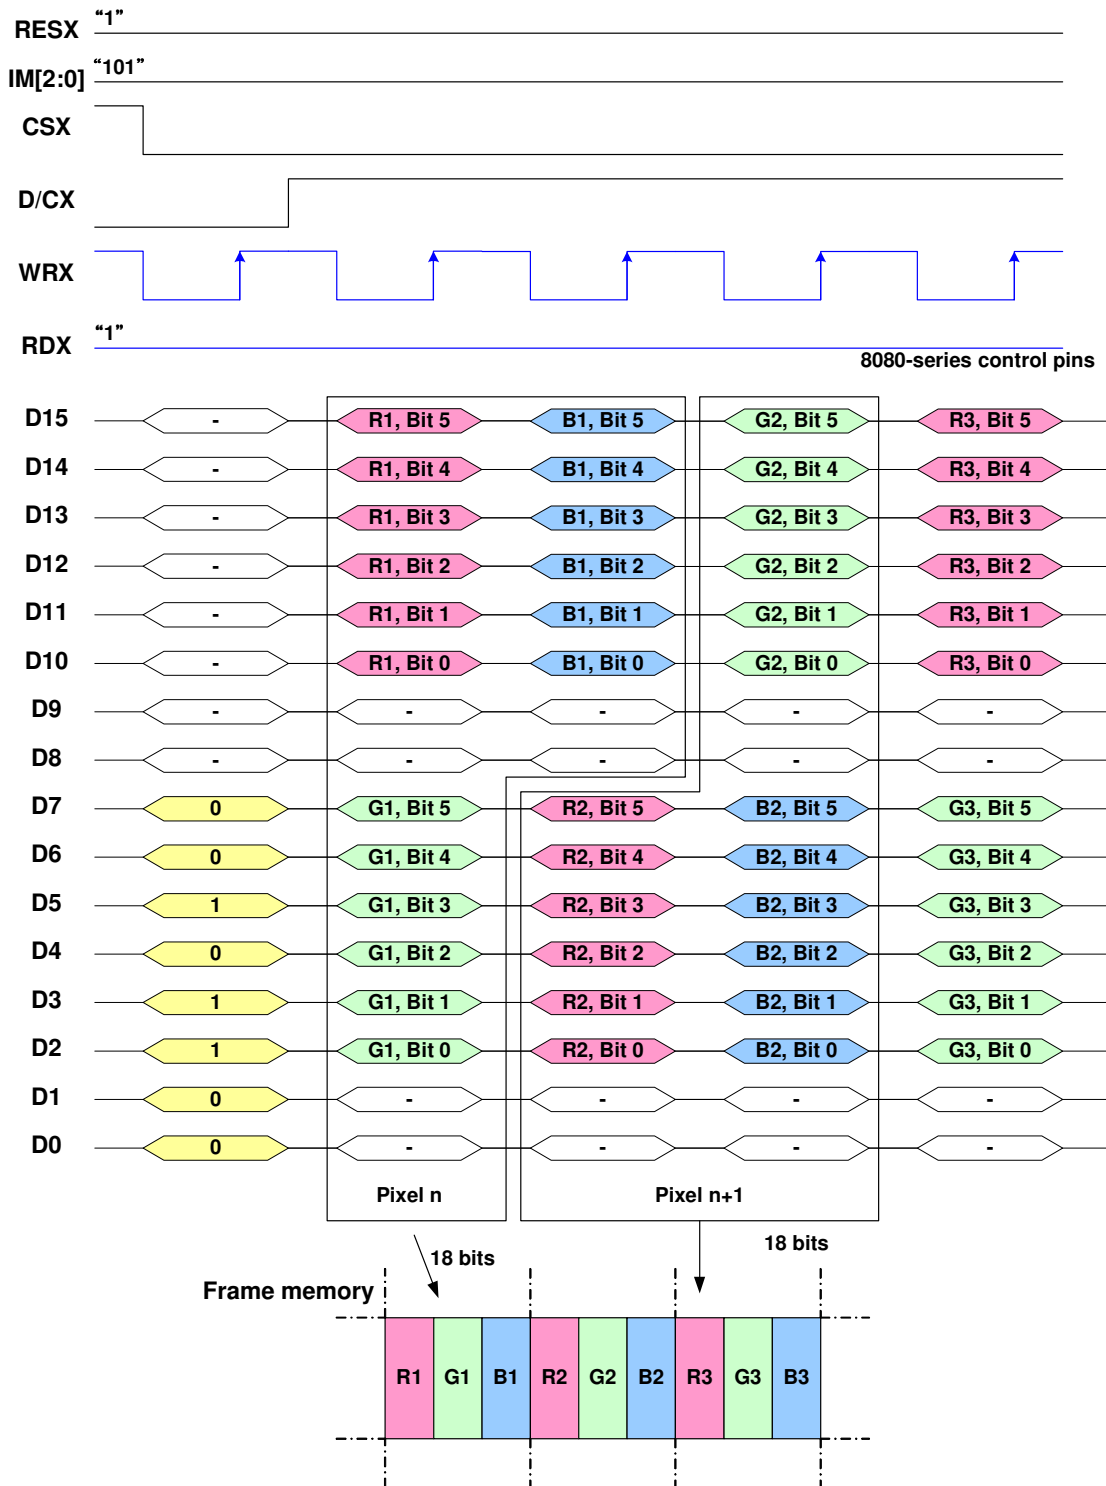 RESX “1”
IM[2:0] “101”
CSX
D/CX
WRX
RDX “1”
8080-series control pins
D15 - R1, Bit 5 B1, Bit 5 G2, Bit 5 R3, Bit 5
D14 - R1, Bit 4 B1, Bit 4 G2, Bit 4 R3, Bit 4
D13 - R1, Bit 3 B1, Bit 3 G2, Bit 3 R3, Bit 3
D12 - R1, Bit 2 B1, Bit 2 G2, Bit 2 R3, Bit 2
D11 - R1, Bit 1 B1, Bit 1 G2, Bit 1 R3, Bit 1
D10 - R1, Bit 0 B1, Bit 0 G2, Bit 0 R3, Bit 0
D9 - - - - -
D8 - - - - -
D7 0 G1, Bit 5 R2, Bit 5 B2, Bit 5 G3, Bit 5
D6 0 G1, Bit 4 R2, Bit 4 B2, Bit 4 G3, Bit 4
D5 1 G1, Bit 3 R2, Bit 3 B2, Bit 3 G3, Bit 3
D4 0 G1, Bit 2 R2, Bit 2 B2, Bit 2 G3, Bit 2
D3 1 G1, Bit 1 R2, Bit 1 B2, Bit 1 G3, Bit 1
D2 1 G1, Bit 0 R2, Bit 0 B2, Bit 0 G3, Bit 0
D1 0 - - - -
D0 0 - - - -
Pixel n Pixel n+1
18 bits 18 bits
Frame memory
R1 G1 B1 R2 G2 B2 R3 G3 B3